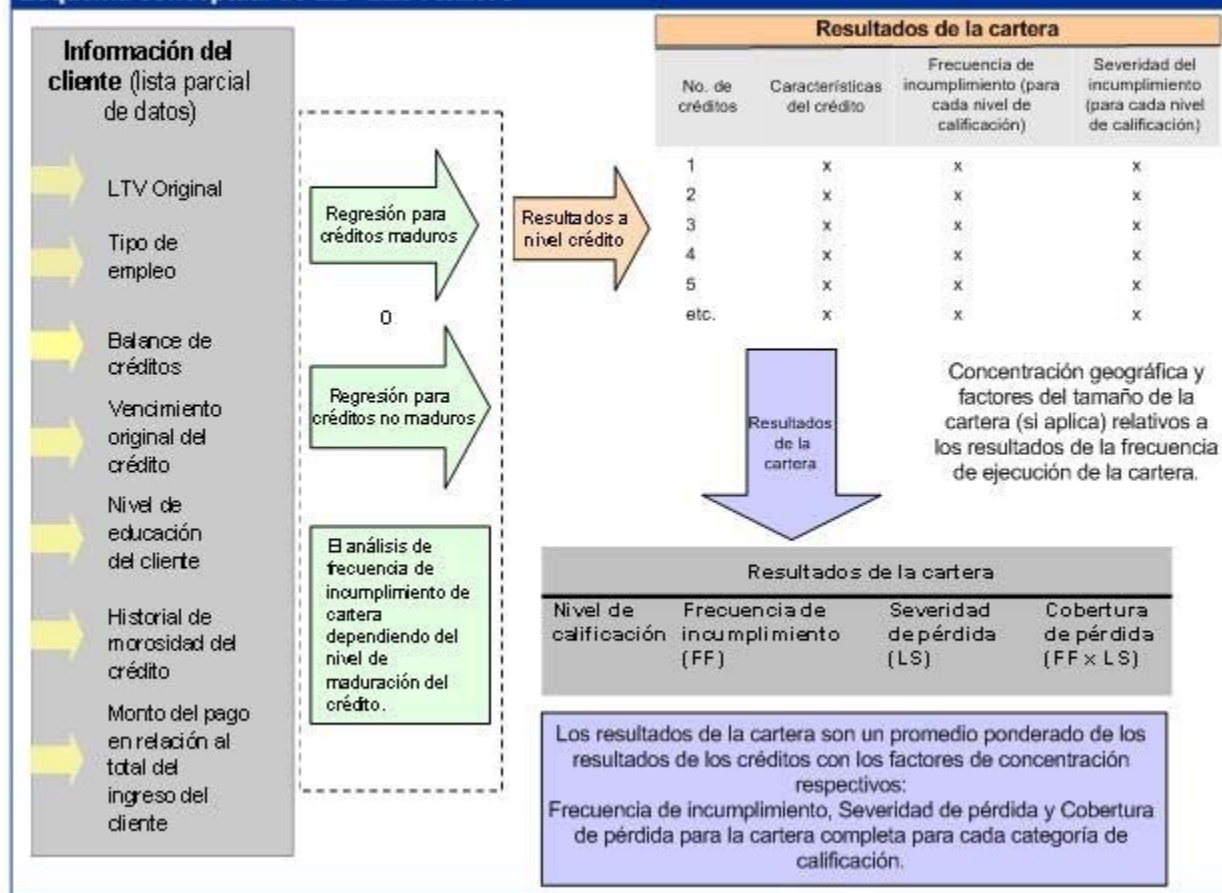 Información del
cliente (lista parcial
de datos)
LTV Original
Tipo de
empleo
Balance de
créditos
Vencimiento
original del
crédito
Nivel de
educación
del cliente
Historial de
morosidad del
crédito
Monto del pago
en relación al
total del
ingreso del
cliente
Regresión para
créditos maduros
O
Regresión para
créditos no maduros
El análisis de
frecuencia de
incumplimiento de
cartera
dependiendo del
nivel de
maduración del
crédito.
Resultados a
nivel crédito
Resultados de la cartera
No. de
créditos
Características
del crédito
Frecuencia de
incumplimiento (para
cada nivel de
calificación)
Severidad del
incumplimiento
(para cada nivel
de calificación)
1 x x x
2 x x x
3 x x x
4 x x x
5 x x x
etc. x x x
Resultados
de la
cartera
Concentración geográfica y
factores del tamaño de la
cartera (si aplica) relativos a
los resultados de la frecuencia
de ejecución de la cartera.
Resultados de la cartera
Nivel de
calificación
Frecuencia de
incumplimiento
(FF)
Severidad
de pérdida
(LS)
Cobertura
de pérdida
(FF x LS)
Los resultados de la cartera son un promedio ponderado de los
resultados de los créditos con los factores de concentración
respectivos:
Frecuencia de incumplimiento, Severidad de pérdida y Cobertura
de pérdida para la cartera completa para cada categoría de
calificación.